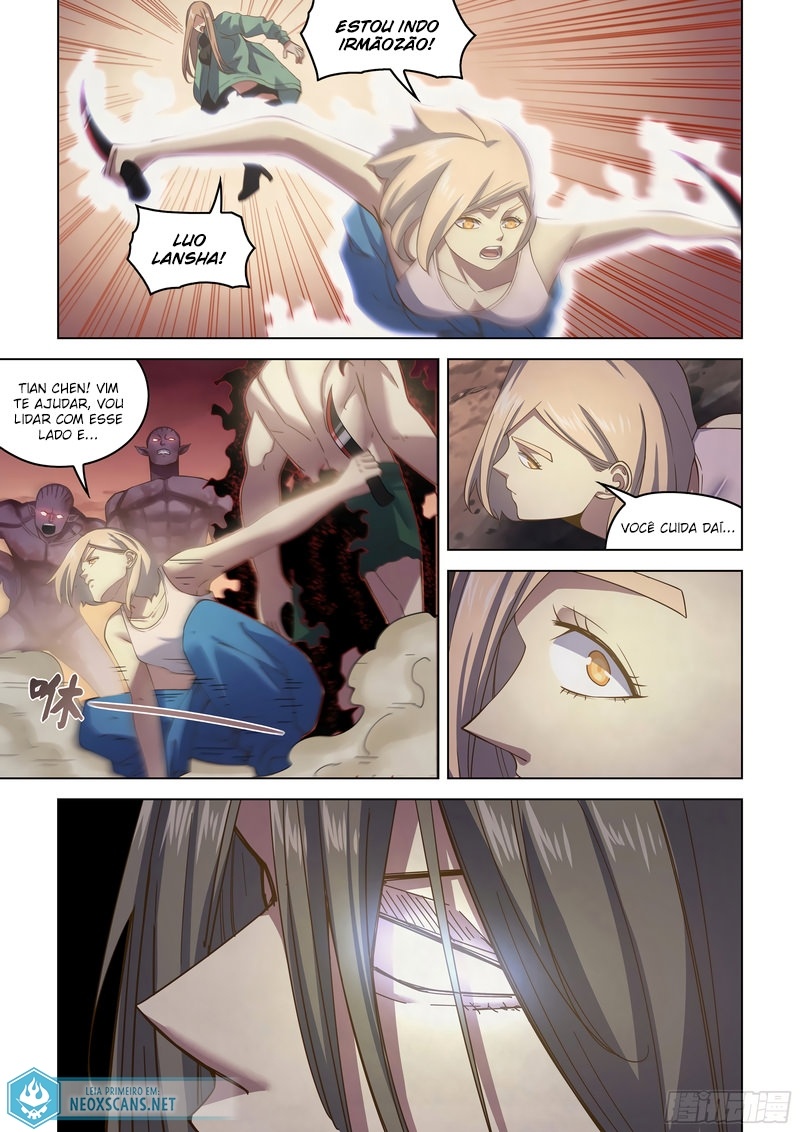 ESTOU INDO
IRMÃOZÃO!
LUO
LANSHA!
TIAN CHEN! VIM
TE AJUDAR, VOU
LIDAR COM ESSE
LADO E...
VOCÊ CUIDA DAÍ...
咻
LEIA PRIMEIRO EM:
NEOXSCANS.NET
腾讯动漫